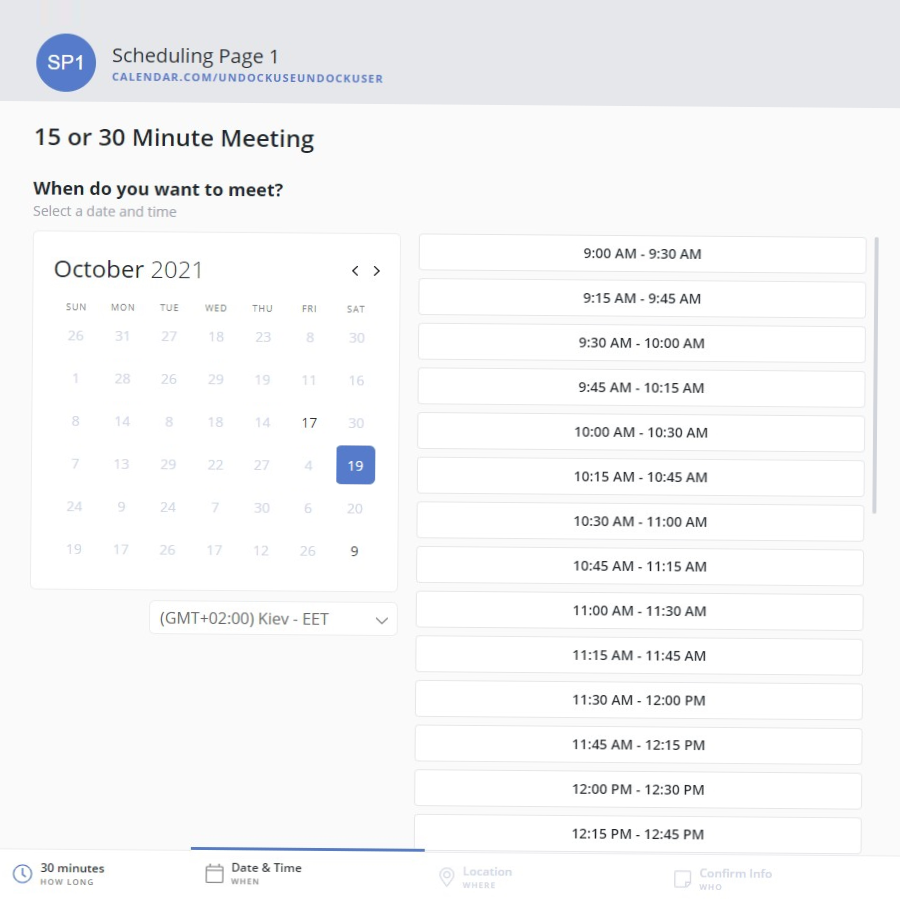 SP1
Scheduling Page 1
CALENDAR.COM/UNDOCKUSEUNDOCKUSER
15 or 30 Minute Meeting
When do you want to meet?
Select a date and time
October 2021
SUN MON TUE WED THU FRI SAT
26 31 27 18 23 8 30
1 28 26 29 19 11 16
8 14 8 18 14 17 30
7 13 29 22 27 4 19
24 9 24 7 30 6 20
19 17 26 17 12 26 9
(GMT+02:00) Kiev - EET
9:00 AM - 9:30 AM
9:15 AM - 9:45 AM
9:30 AM - 10:00 AM
9:45 AM - 10:15 AM
10:00 AM - 10:30 AM
10:15 AM - 10:45 AM
10:30 AM - 11:00 AM
10:45 AM - 11:15 AM
11:00 AM - 11:30 AM
11:15 AM - 11:45 AM
11:30 AM - 12:00 PM
11:45 AM - 12:15 PM
12:00 PM - 12:30 PM
12:15 PM - 12:45 PM
30 minutes
HOW LONG
Date & Time
WHEN
Location
WHERE
Confirm Info
WHO